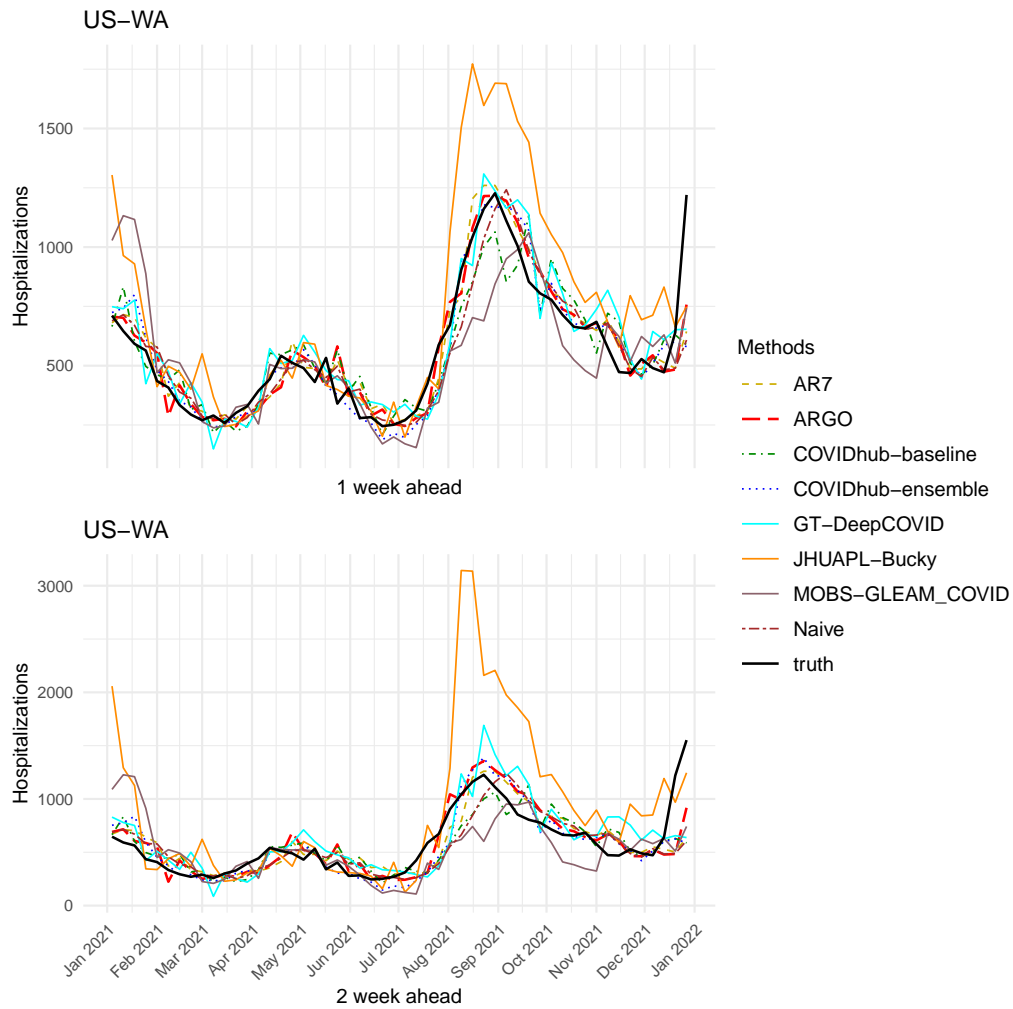 US−WA
Hospitalizations
1500
1000
500
1 week ahead
US−WA
Hospitalizations
3000
2000
1000
0
Jan 2021
Feb 2021
Mar 2021
Apr 2021
May 2021
Jun 2021
Jul 2021
Aug 2021
Sep 2021
Oct 2021
Nov 2021
Dec 2021
Jan 2022
2 week ahead
Methods
AR7
ARGO
COVIDhub−baseline
COVIDhub−ensemble
GT−DeepCOVID
JHUAPL−Bucky
MOBS−GLEAM_COVID
Naive
truth